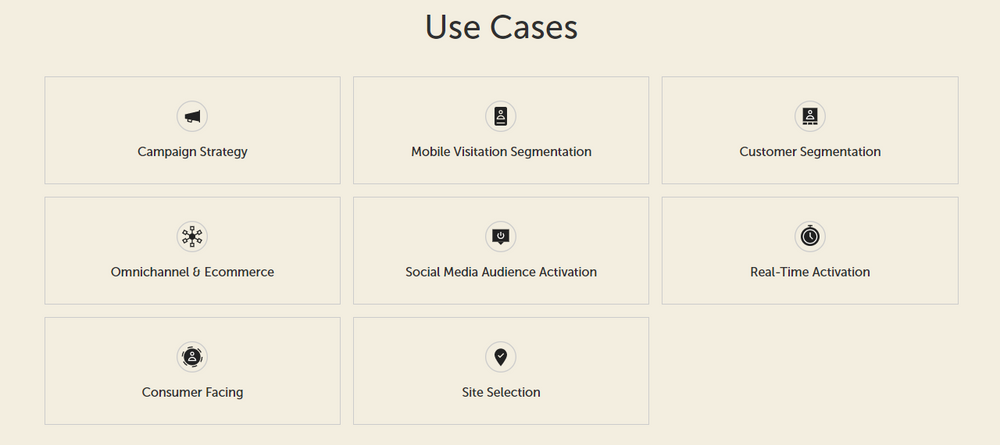 Use Cases
Campaign Strategy
Mobile Visitation Segmentation
Customer Segmentation
Omnichannel & Ecommerce
Social Media Audience Activation
Real-Time Activation
Consumer Facing
Site Selection